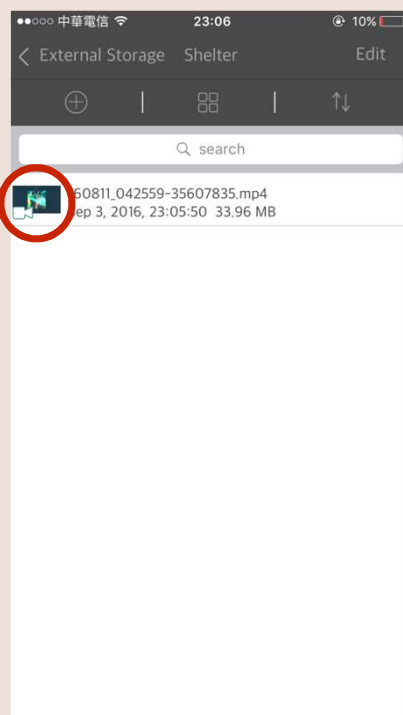 中華電信 23:06 10%
External Storage Shelter Edit
search
60811_042559-35607835.mp4
ep 3, 2016, 23:05:50 33.96 MB